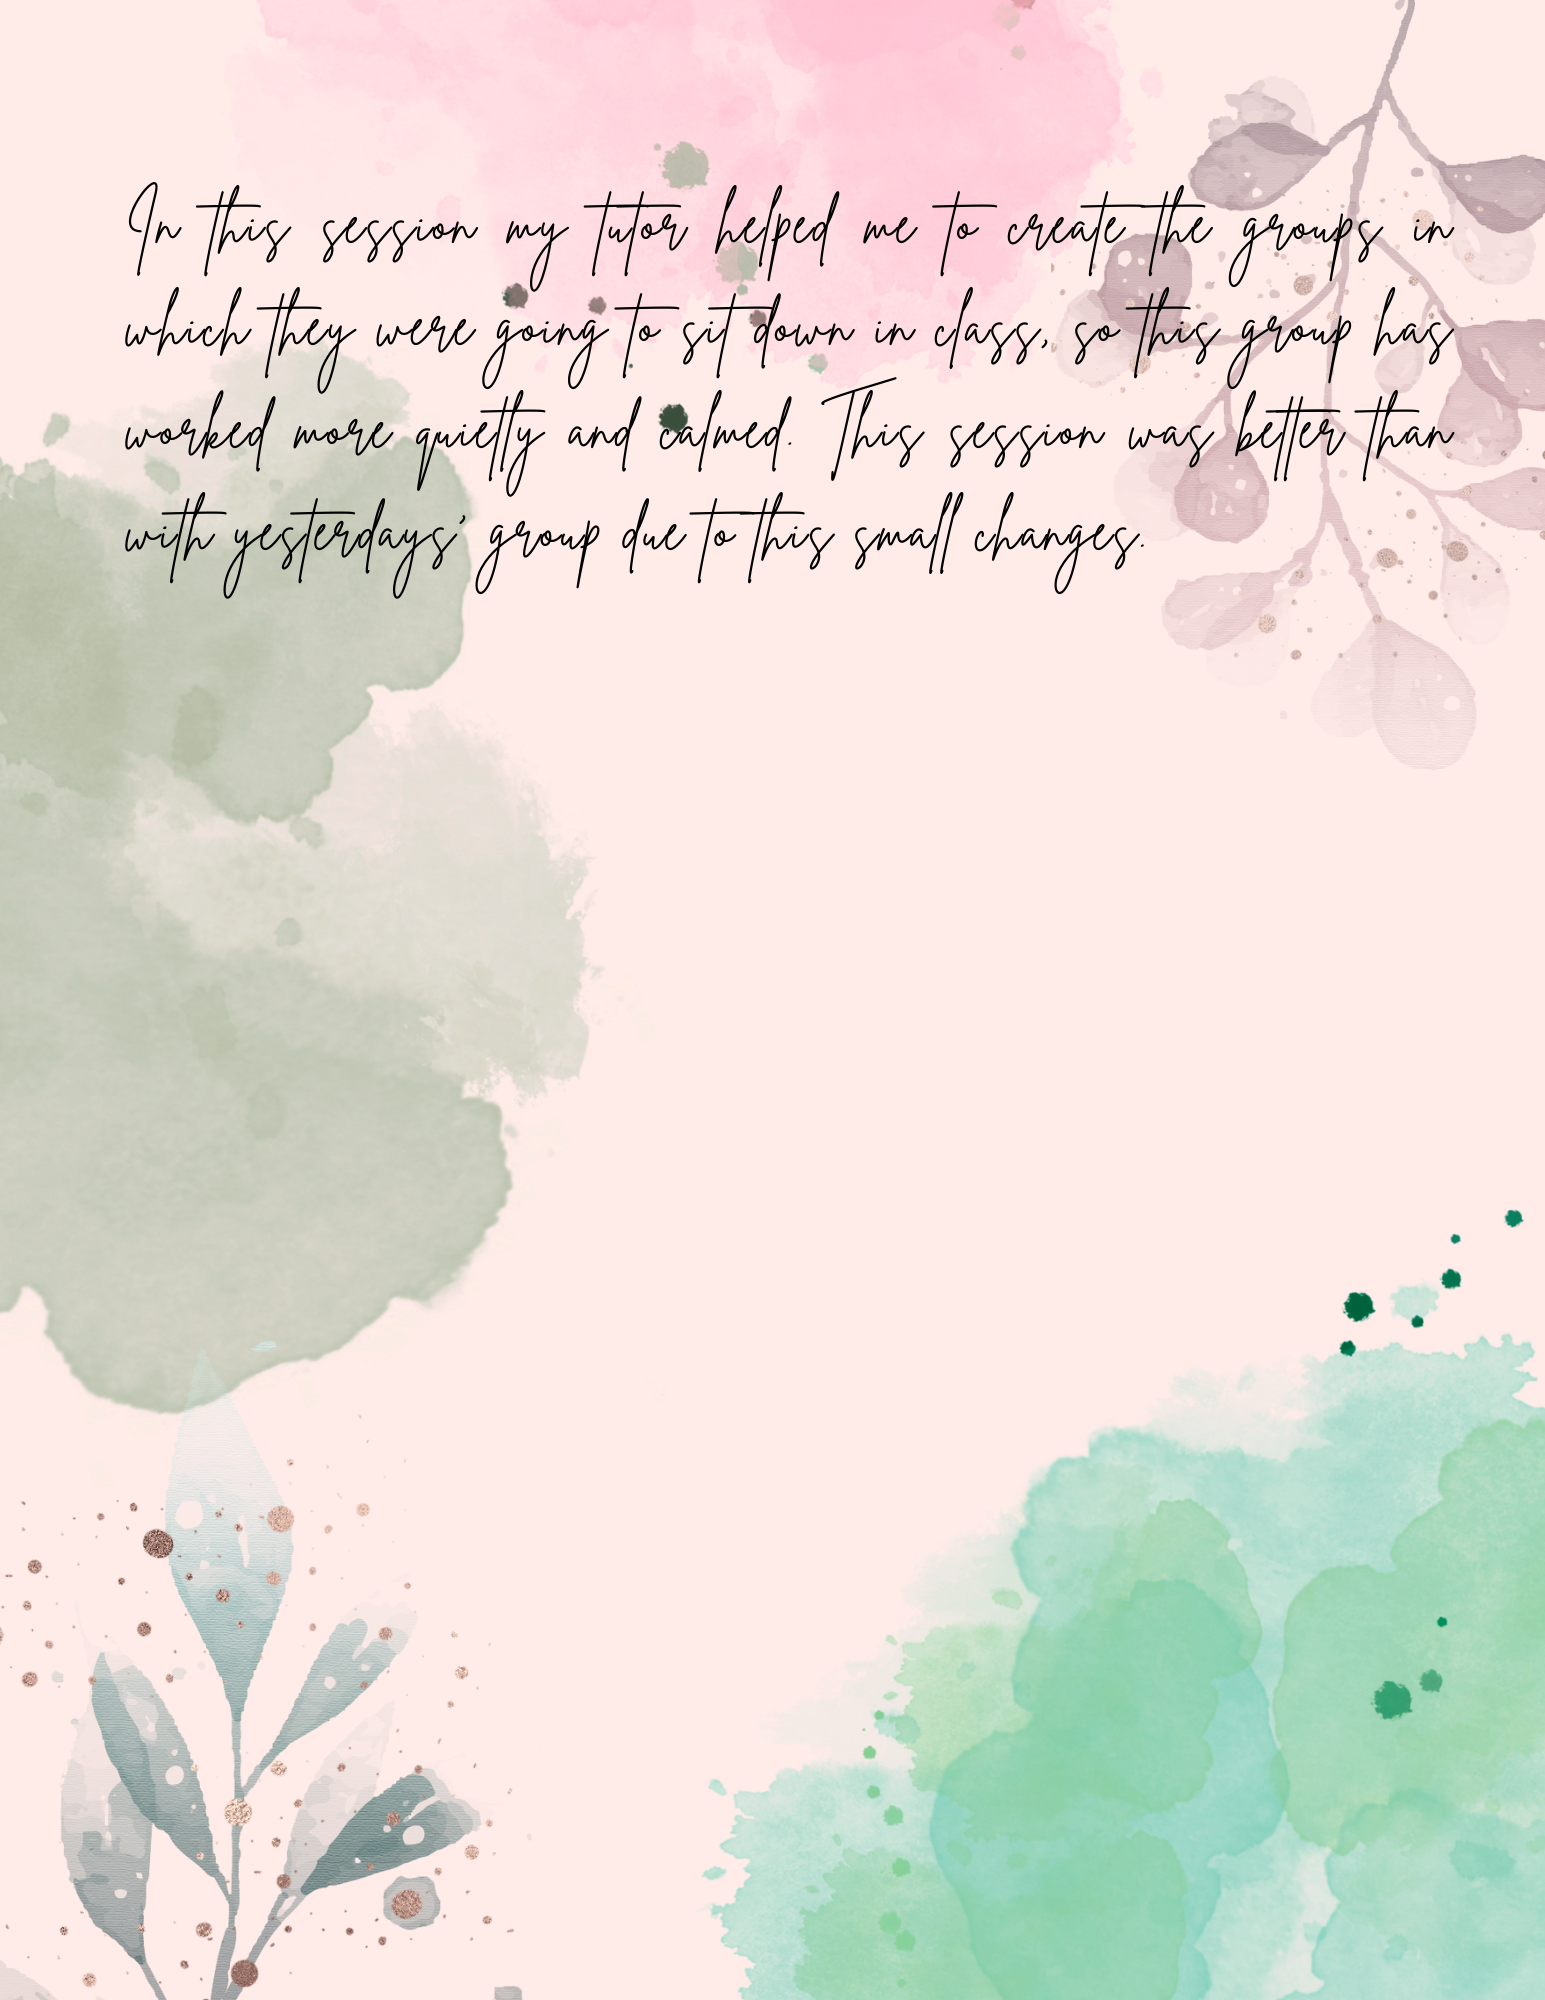 In this session my tutor helped me to create the groups in
which they were going to sit down in class, so this group has
worked more quietly and calmed. This session was better than
with yesterdays' group due to this small changes.